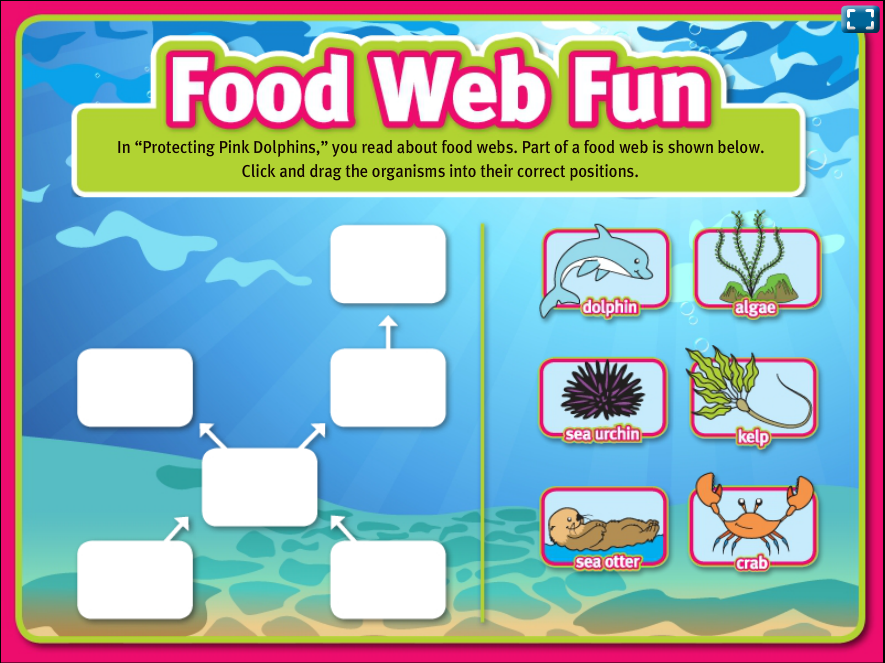 Food Web Fun
In “Protecting Pink Dolphins,” you read about food webs. Part of a food web is shown below.
Click and drag the organisms into their correct positions.
dolphin
algae
sea urchin
kelp
sea otter
crab